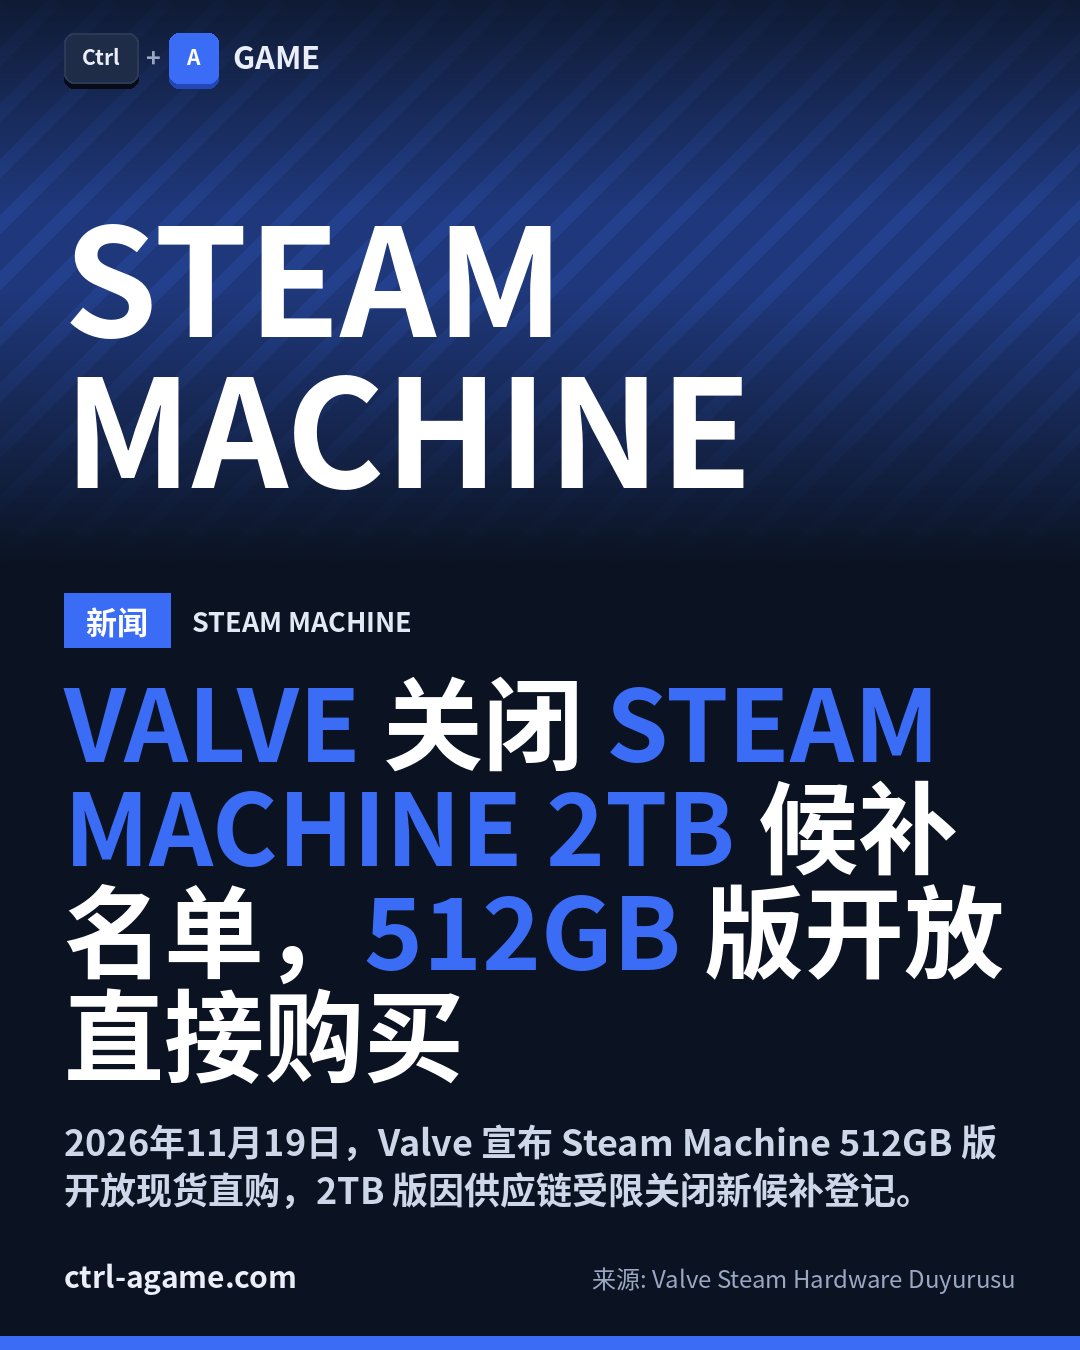 Ctrl + A GAME
STEAM
MACHINE
新闻 STEAM MACHINE
VALVE 关闭 STEAM
MACHINE 2TB 候补
名单，512GB 版开放
直接购买
2026年11月19日，Valve 宣布 Steam Machine 512GB 版
开放现货直购，2TB 版因供应链受限关闭新候补登记。
ctrl-agame.com
来源: Valve Steam Hardware Duyurusu